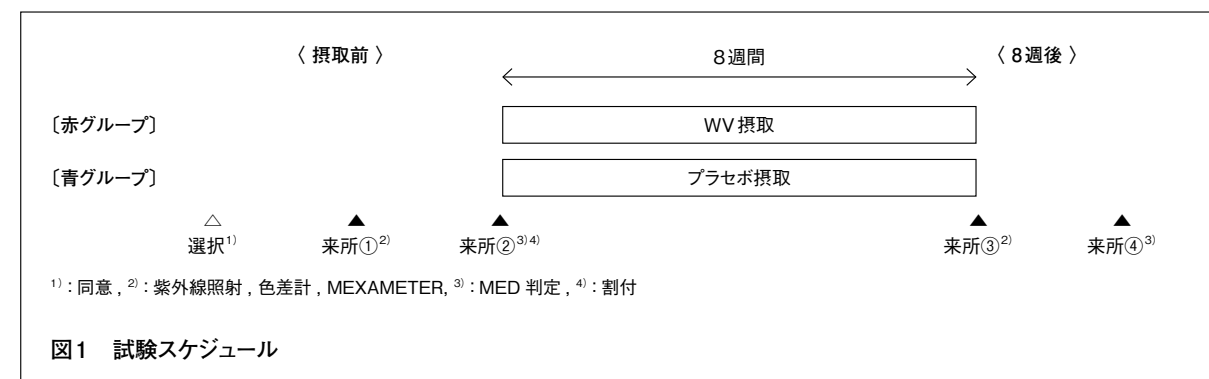 〈 摂取前 〉 8週間 〈 8週後 〉
〔赤グループ〕 WV摂取
〔青グループ〕 プラセボ摂取
△ ▲ ▲ ▲ ▲
選択1) 来所①2) 来所②3)4) 来所③2) 来所④3)
1):同意 , 2):紫外線照射 , 色差計 , MEXAMETER, 3):MED 判定 , 4):割付
図1 試験スケジュール